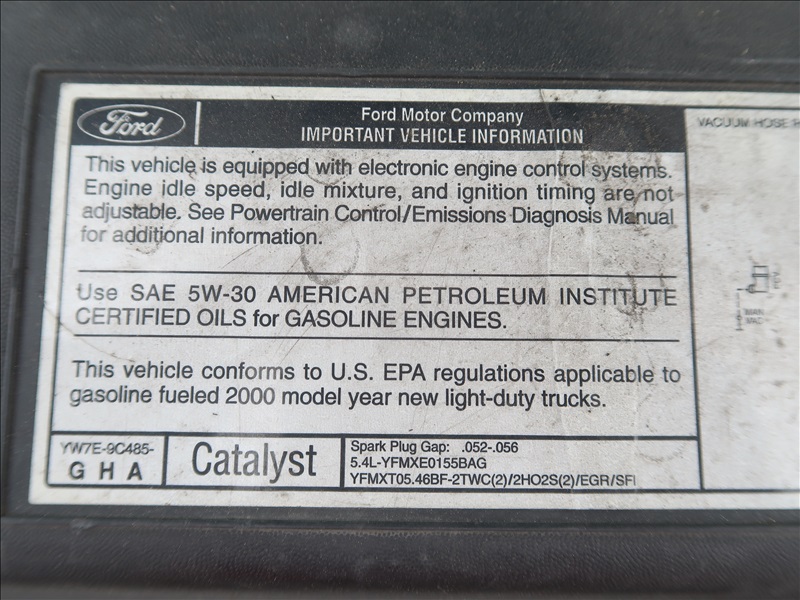 Ford
Ford Motor Company
IMPORTANT VEHICLE INFORMATION
This vehicle is equipped with electronic engine control systems.
Engine idle speed, idle mixture, and ignition timing are not
adjustable. See Powertrain Control/Emissions Diagnosis Manual
for additional information.
Use SAE 5W-30 AMERICAN PETROLEUM INSTITUTE
CERTIFIED OILS for GASOLINE ENGINES.
This vehicle conforms to U.S. EPA regulations applicable to
gasoline fueled 2000 model year new light-duty trucks.
YW7E-9C485-
GHA
Catalyst
Spark Plug Gap: .052-.056
5.4L-YFMXE0155BAG
YFMXT05.46BF-2TWC(2)/2HO2S(2)/EGR/SFI
VACUUM HOSE
MAN
VAC